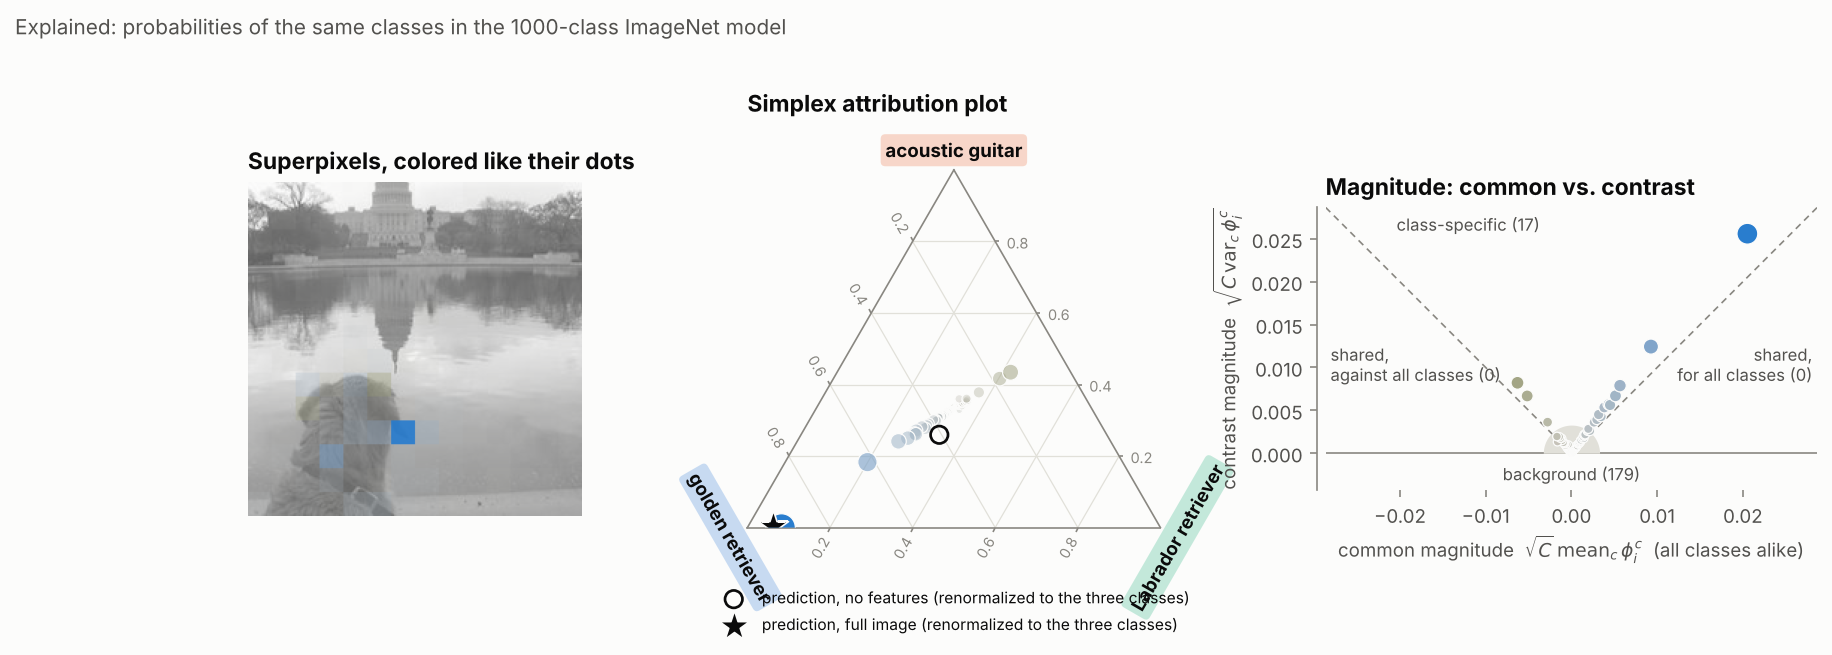 Explained: probabilities of the same classes in the 1000-class ImageNet model
Superpixels, colored like their dots
Simplex attribution plot
acoustic guitar
golden retriever
Labrador retriever
0.2
0.4
0.6
0.8
0.8
0.6
0.4
0.2
0.2
0.4
0.6
0.8
prediction, no features (renormalized to the three classes)
prediction, full image (renormalized to the three classes)
Magnitude: common vs. contrast
contrast magnitude √C var_c ϕ_i^c
0.025
0.020
0.015
0.010
0.005
0.000
class-specific (17)
shared,
against all classes (0)
shared,
for all classes (0)
background (179)
−0.02
−0.01
0.00
0.01
0.02
common magnitude √C mean_c ϕ_i^c (all classes alike)